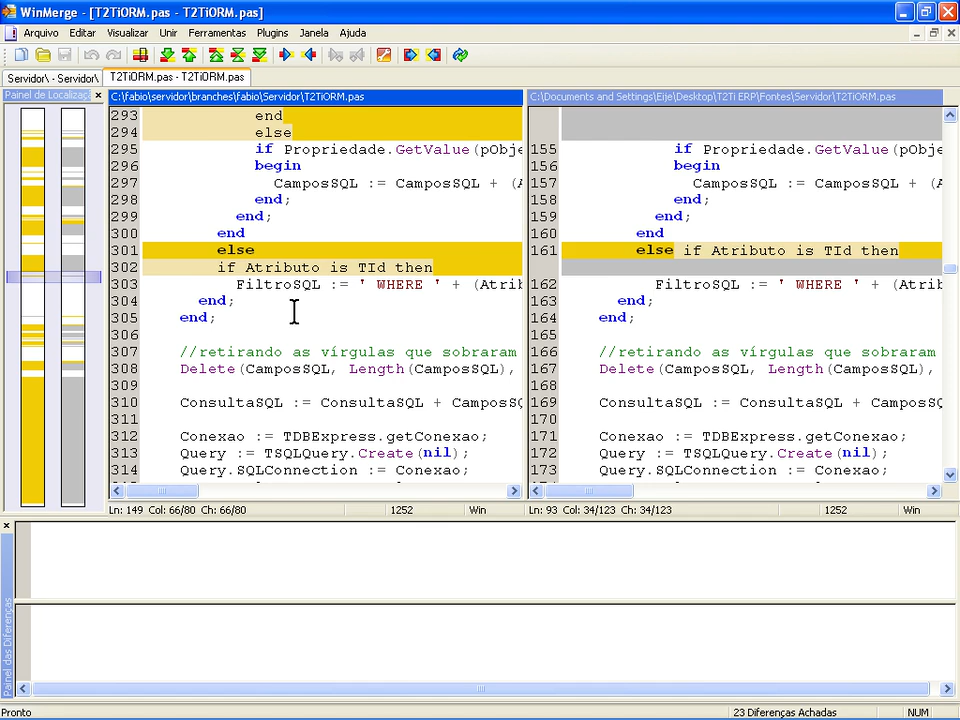 WinMerge - [T2TiORM.pas - T2TiORM.pas]
Arquivo Editar Visualizar Unir Ferramentas Plugins Janela Ajuda
Servidor\ - Servidor\ T2TiORM.pas - T2TiORM.pas
Painel de Localizaç
C:\fabio\servidor\branches\fabio\Servidor\T2TiORM.pas
293 end
294 else
295 if Propriedade.GetValue(pObje
296 begin
297 CamposSQL := CamposSQL + (A
298 end;
299 end;
300 end
301 else
302 if Atributo is TId then
303 FiltroSQL := ' WHERE ' + (Atrib
304 end;
305 end;
306
307 //retirando as vírgulas que sobraram
308 Delete(CamposSQL, Length(CamposSQL),
309
310 ConsultaSQL := ConsultaSQL + CamposSQ
311
312 Conexao := TDBExpress.getConexao;
313 Query := TSQLQuery.Create(nil);
314 Query.SQLConnection := Conexao;
Ln: 149 Col: 66/80 Ch: 66/80 1252 Win
C:\Documents and Settings\Eije\Desktop\T2Ti ERP\Fontes\Servidor\T2TiORM.pas
155 if Propriedade.GetValue(pObje
156 begin
157 CamposSQL := CamposSQL + (A
158 end;
159 end;
160 end
161 else if Atributo is TId then
162 FiltroSQL := ' WHERE ' + (Atrib
163 end;
164 end;
165
166 //retirando as vírgulas que sobraram
167 Delete(CamposSQL, Length(CamposSQL),
168
169 ConsultaSQL := ConsultaSQL + CamposSQ
170
171 Conexao := TDBExpress.getConexao;
172 Query := TSQLQuery.Create(nil);
173 Query.SQLConnection := Conexao;
Ln: 93 Col: 34/123 Ch: 34/123 1252 Win
Painel das Diferenças
Pronto 23 Diferenças Achadas NUM